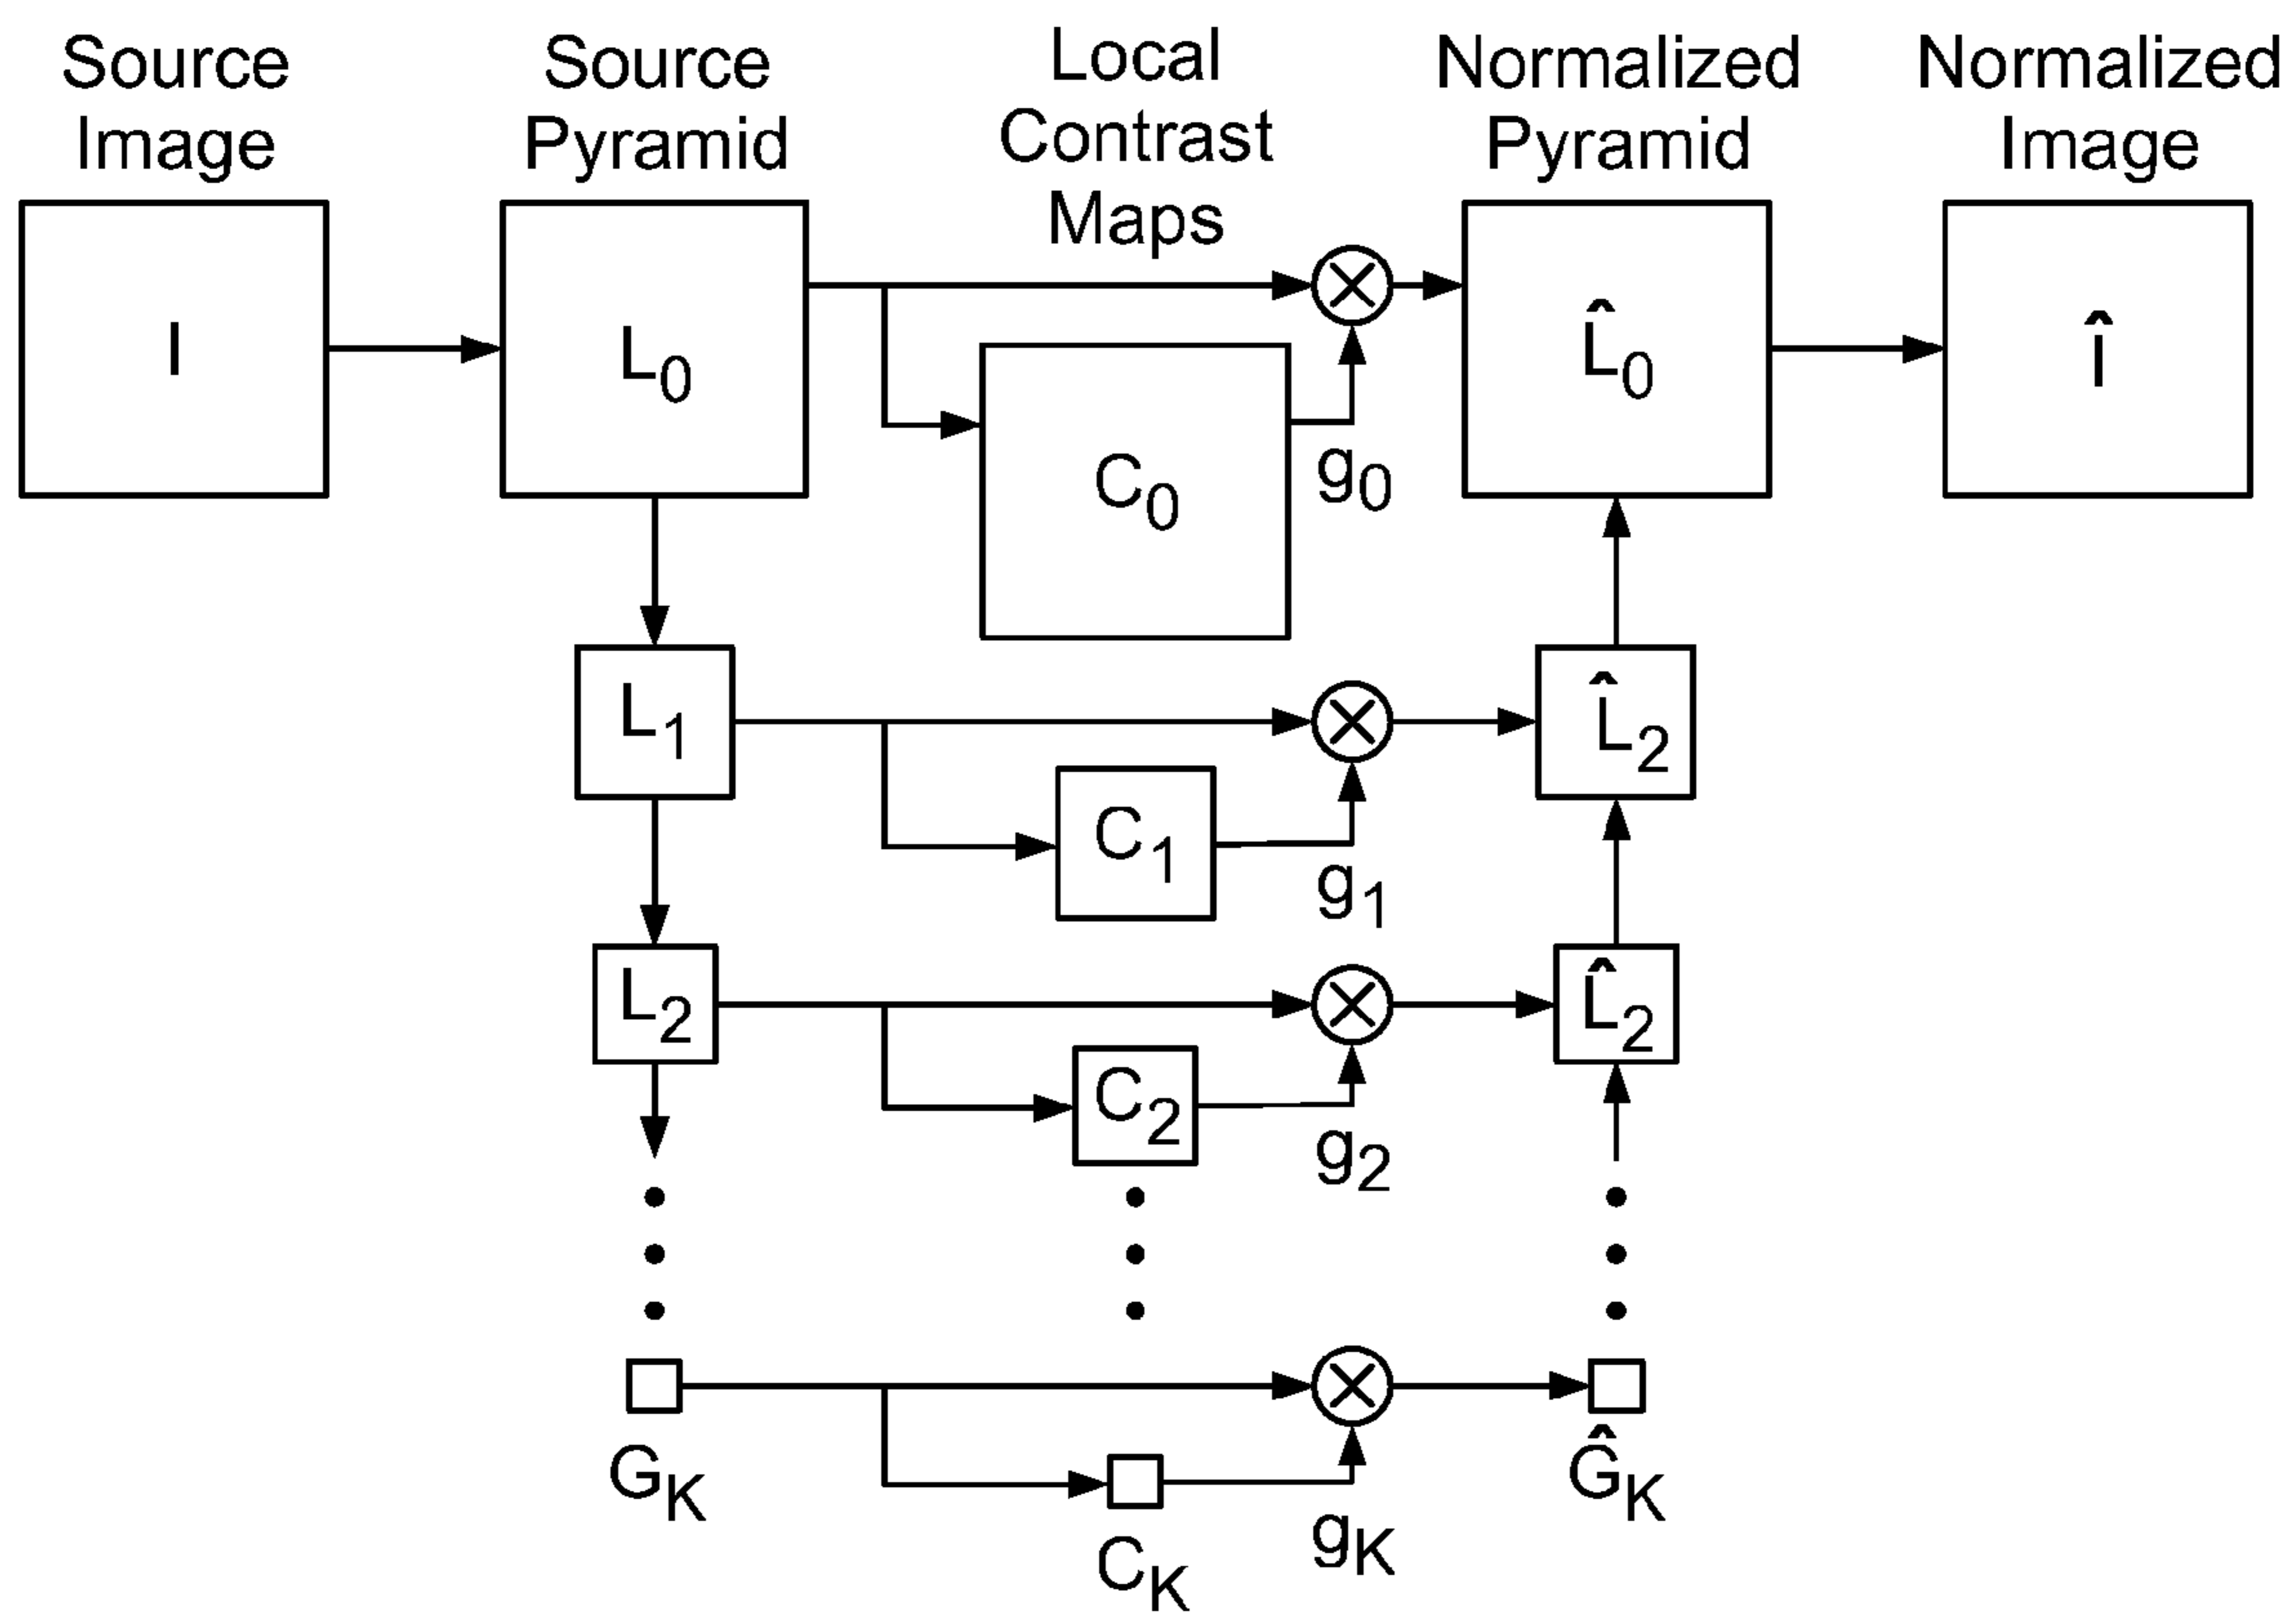 Source Image
Source Pyramid
Local Contrast Maps
Normalized Pyramid
Normalized Image
I
L0
C0
g0
L̂0
Î
L1
C1
g1
L̂2
L2
C2
g2
L̂2
GK
CK
gK
ĜK